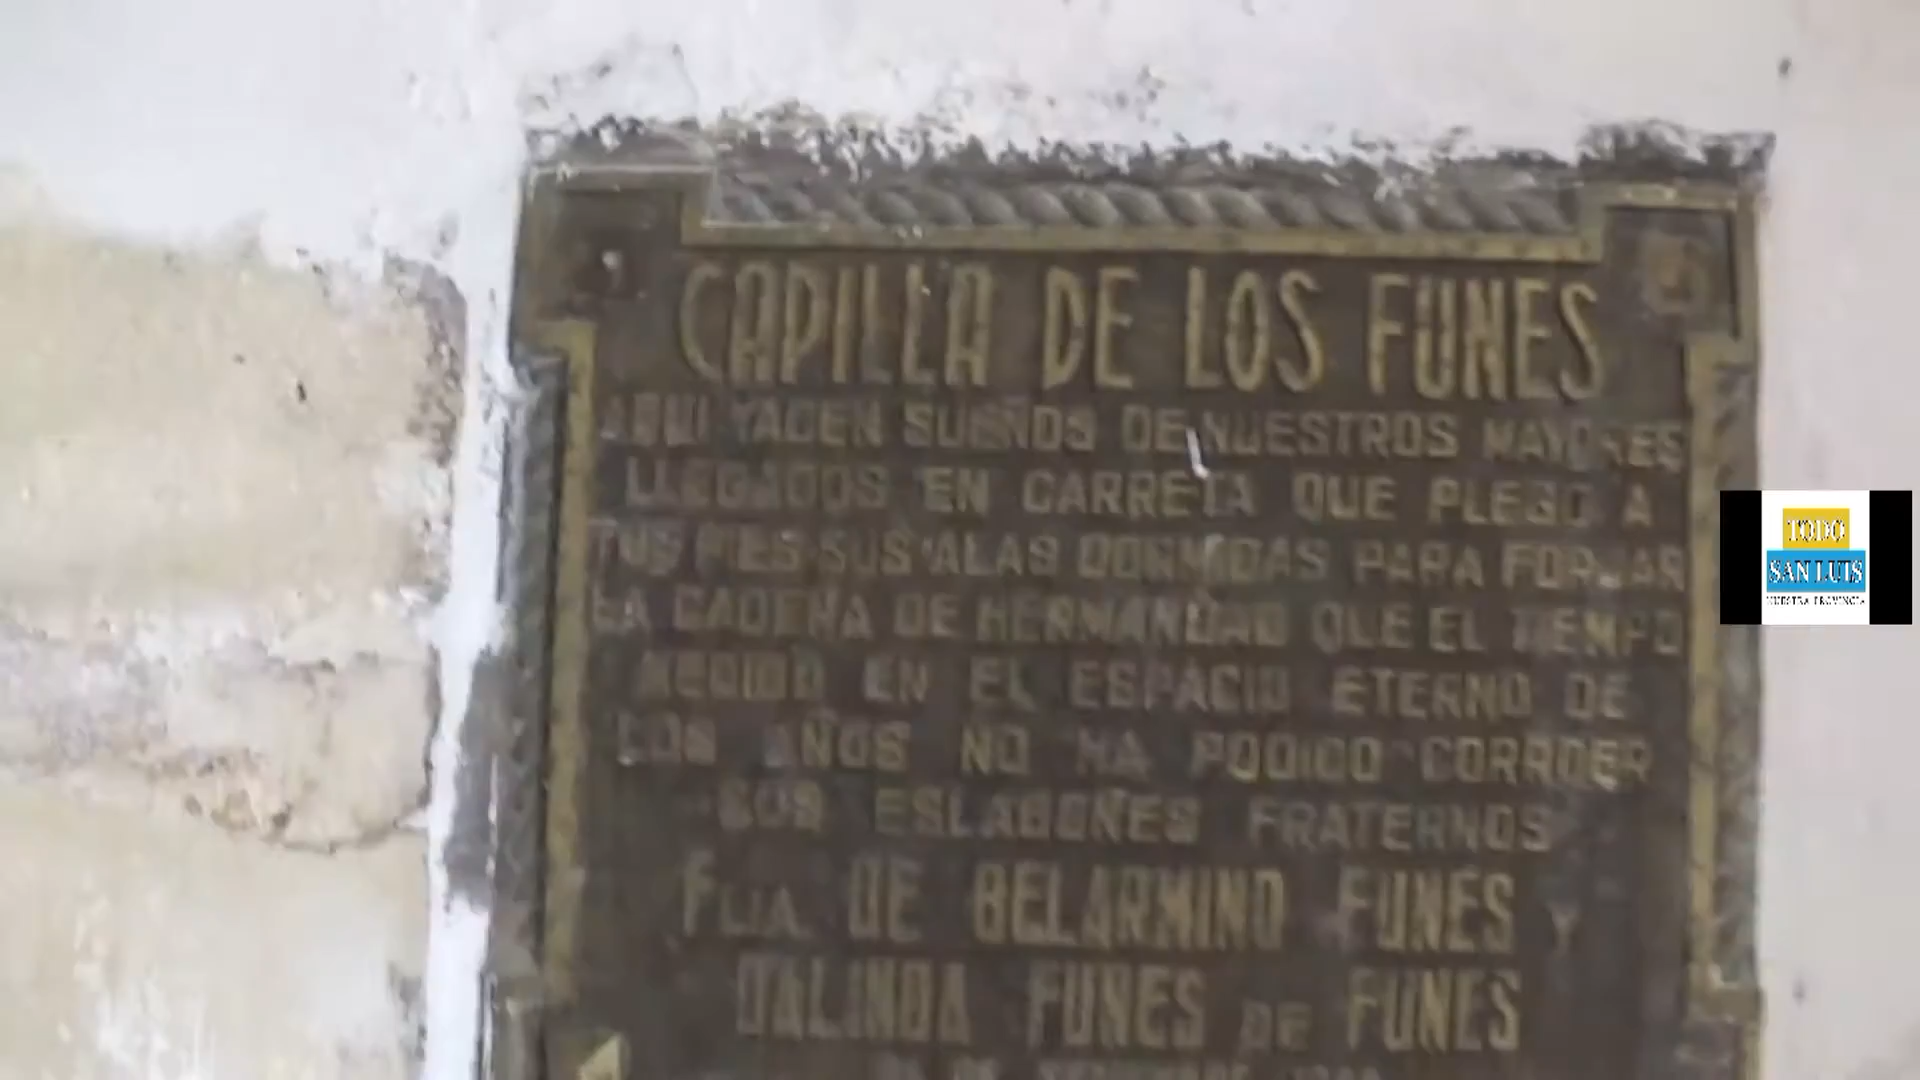 CAPILLA DE LOS FUNES
AQUI YACEN SUEÑOS DE NUESTROS MAYORES
LLEGADOS EN CARRETA QUE PLEGO A
TUS PIES SUS ALAS DORMIDAS PARA FORJAR
LA CADENA DE HERMANDAD QUE EL TIEMPO
EN EL ESPACIO ETERNO DE
LOS AÑOS NO HA PODIDO CORROER
SUS ESLABONES FRATERNOS
FLIA. DE BELARMINO FUNES Y
DALINDA FUNES DE FUNES
TODO
SAN LUIS
NUESTRA PROVINCIA